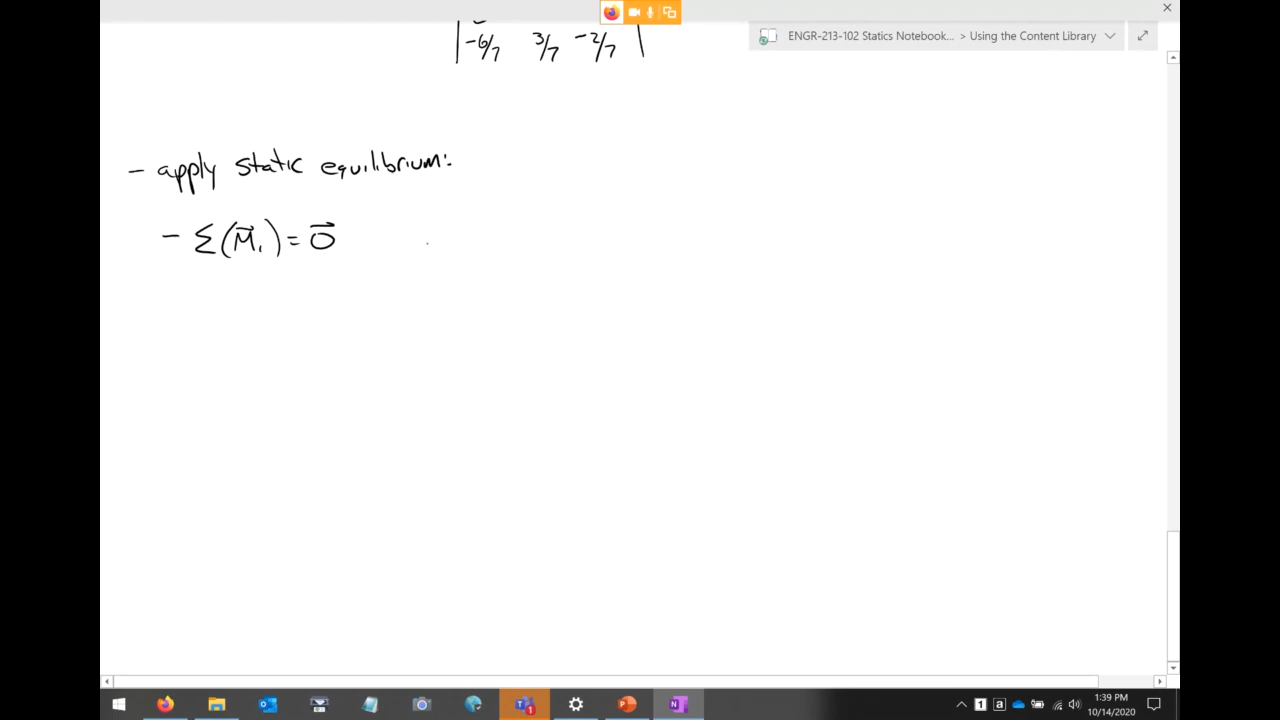 ENGR-213-102 Statics Notebook... > Using the Content Library
-6/7 3/7 -2/7
- apply static equilibrium:
- Σ(M⃗₁) = 0⃗
1:39 PM
10/14/2020